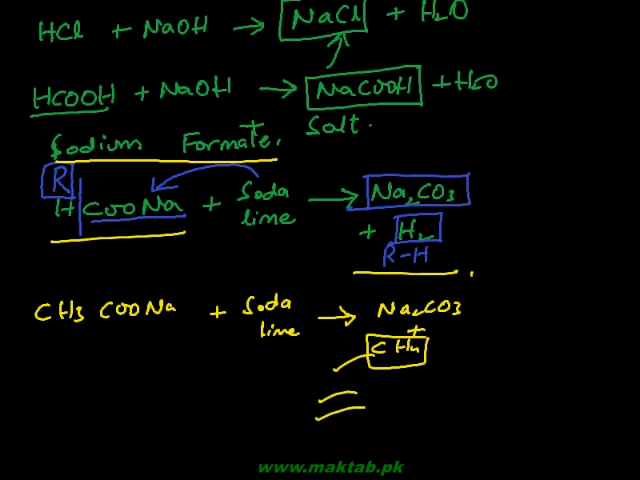 HCl + NaOH → NaCl + H2O
HCOOH + NaOH → NaCOOH + H2O
Sodium Formate. Salt.
R
H COONa + Soda lime → Na2CO3 + H2
R-H
CH3 COONa + Soda lime → Na2CO3 + CH4
www.maktab.pk